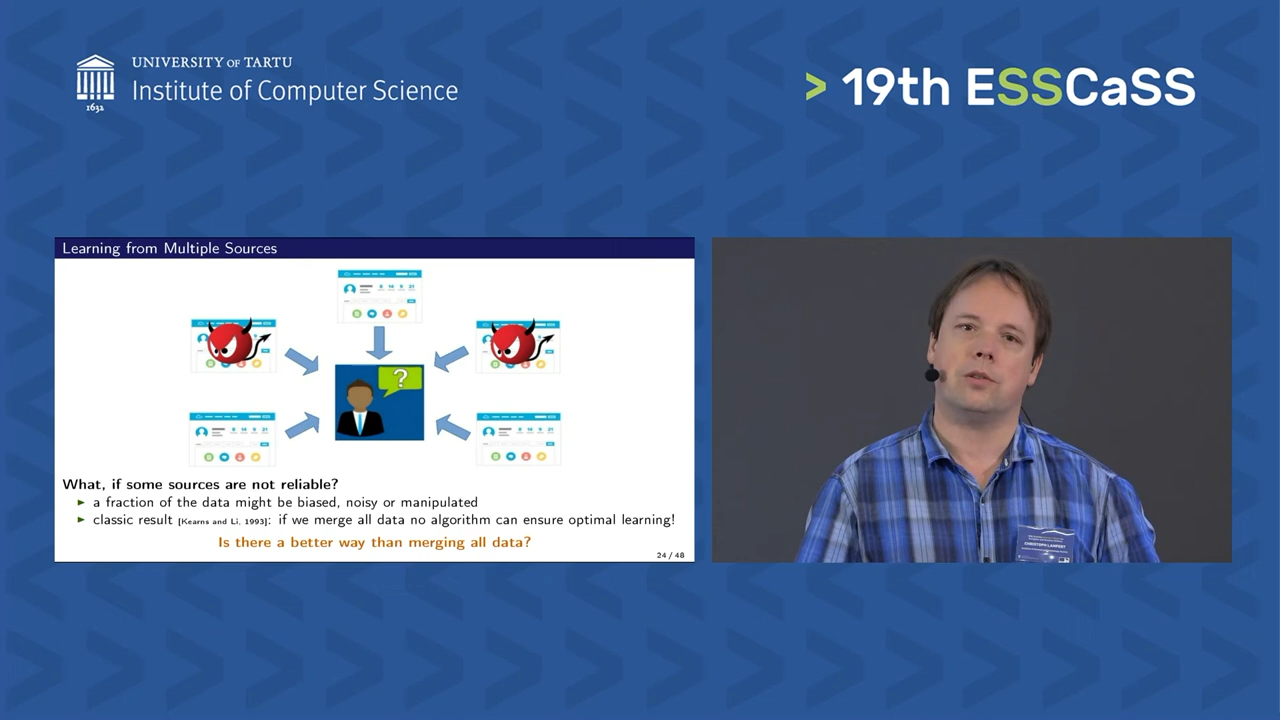 UNIVERSITY OF TARTU
Institute of Computer Science
1632
> 19th ESSCaSS
Learning from Multiple Sources
?
What, if some sources are not reliable?
a fraction of the data might be biased, noisy or manipulated
classic result [Kearns and Li, 1993]: if we merge all data no algorithm can ensure optimal learning!
Is there a better way than merging all data?
24 / 48
CHRISTOPH LAMPERT